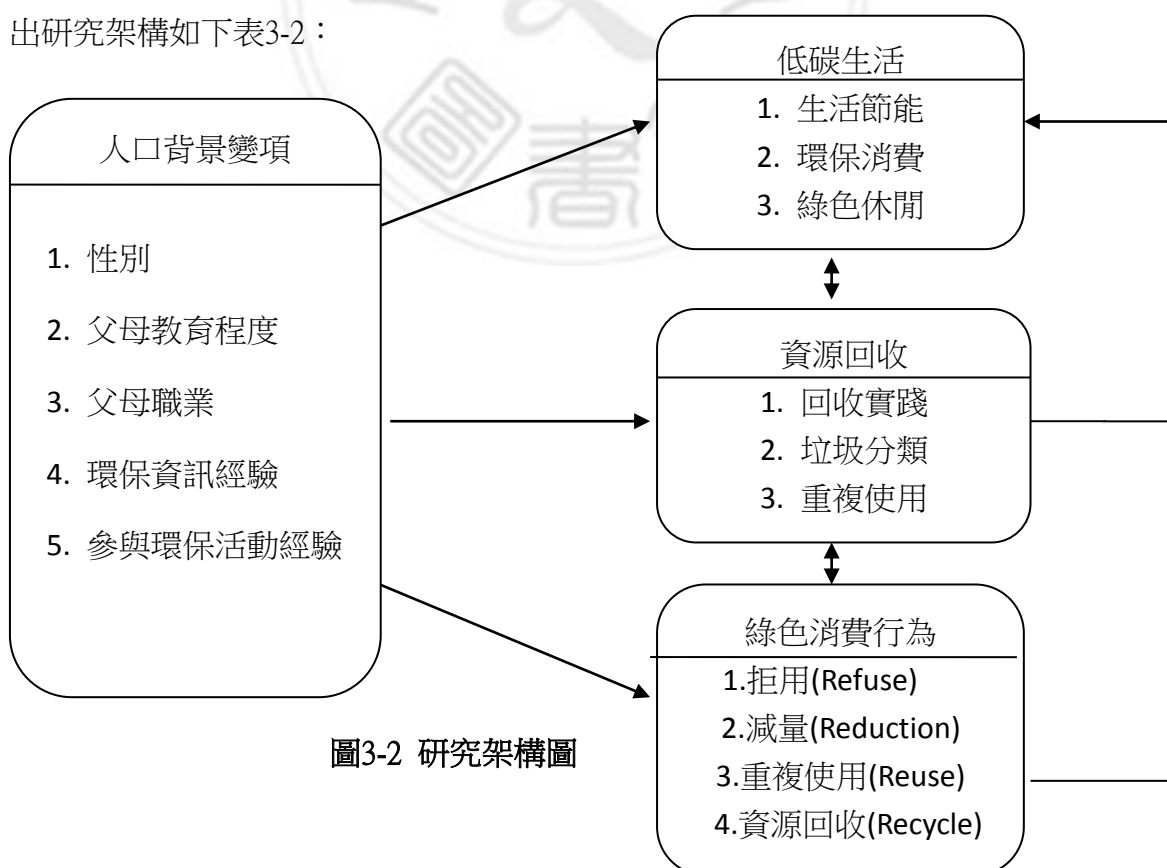 出研究架構如下表3-2：
人口背景變項
1. 性別
2. 父母教育程度
3. 父母職業
4. 環保資訊經驗
5. 參與環保活動經驗
低碳生活
1. 生活節能
2. 環保消費
3. 綠色休閒
資源回收
1. 回收實踐
2. 垃圾分類
3. 重複使用
綠色消費行為
1.拒用(Refuse)
2.減量(Reduction)
3.重複使用(Reuse)
4.資源回收(Recycle)
圖3-2 研究架構圖